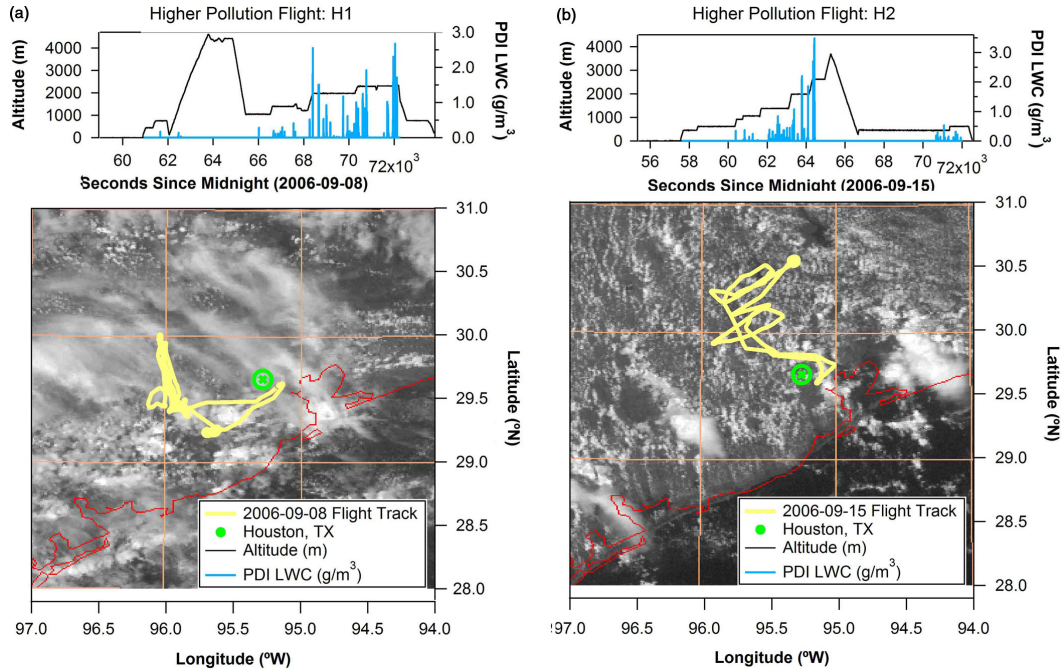 (a)
Higher Pollution Flight: H1
Altitude (m)
4000
3000
2000
1000
0
3.0
2.0
1.0
0.0
PDI LWC (g/m³)
60
62
64
66
68
70
72x10³
Seconds Since Midnight (2006-09-08)
31.0
30.5
30.0
29.5
29.0
28.5
28.0
Latitude (ºN)
2006-09-08 Flight Track
Houston, TX
Altitude (m)
PDI LWC (g/m³)
97.0
96.5
96.0
95.5
95.0
94.5
94.0
Longitude (ºW)
(b)
Higher Pollution Flight: H2
Altitude (m)
4000
3000
2000
1000
0
3.0
2.0
1.0
0.0
PDI LWC (g/m³)
56
58
60
62
64
66
68
70
72x10³
Seconds Since Midnight (2006-09-15)
31.0
30.5
30.0
29.5
29.0
28.5
28.0
Latitude (ºN)
2006-09-15 Flight Track
Houston, TX
Altitude (m)
PDI LWC (g/m³)
97.0
96.5
96.0
95.5
95.0
94.5
94.0
Longitude (ºW)